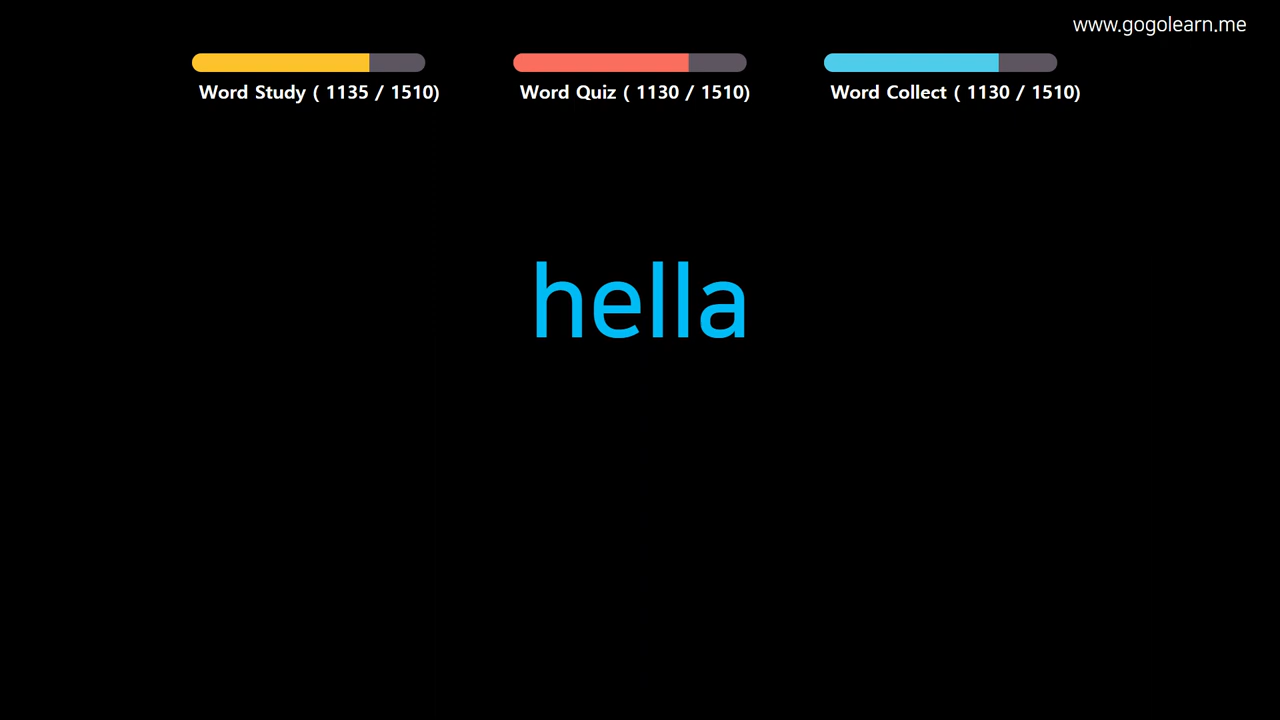 www.gogolearn.me
Word Study ( 1135 / 1510)
Word Quiz ( 1130 / 1510)
Word Collect ( 1130 / 1510)
hella